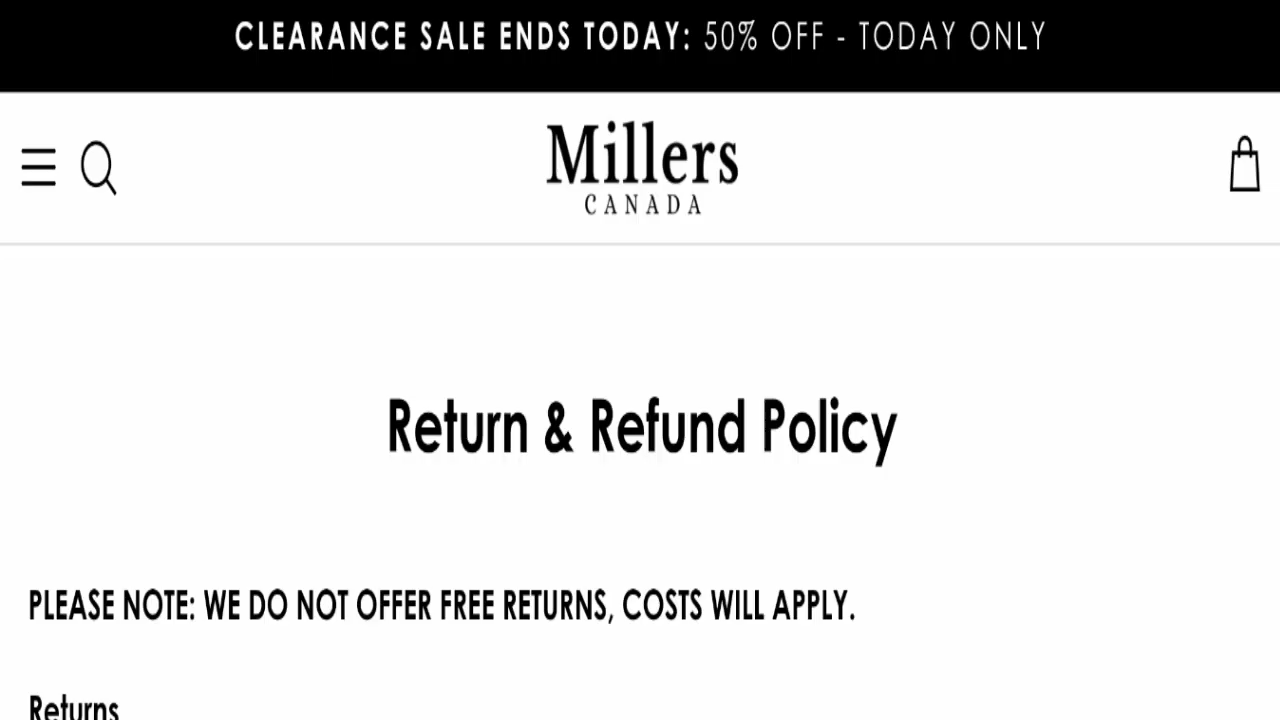 CLEARANCE SALE ENDS TODAY: 50% OFF - TODAY ONLY
Millers
CANADA
Return & Refund Policy
PLEASE NOTE: WE DO NOT OFFER FREE RETURNS, COSTS WILL APPLY.
Returns